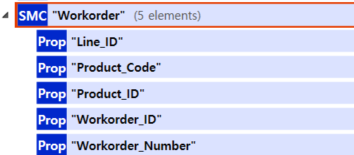 SMC "Workorder" (5 elements)
Prop "Line_ID"
Prop "Product_Code"
Prop "Product_ID"
Prop "Workorder_ID"
Prop "Workorder_Number"